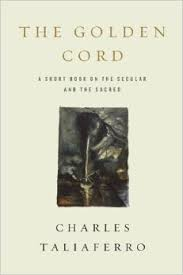 THE GOLDEN
CORD
A SHORT BOOK ON THE SECULAR
AND THE SACRED
CHARLES
TALIAFERRO